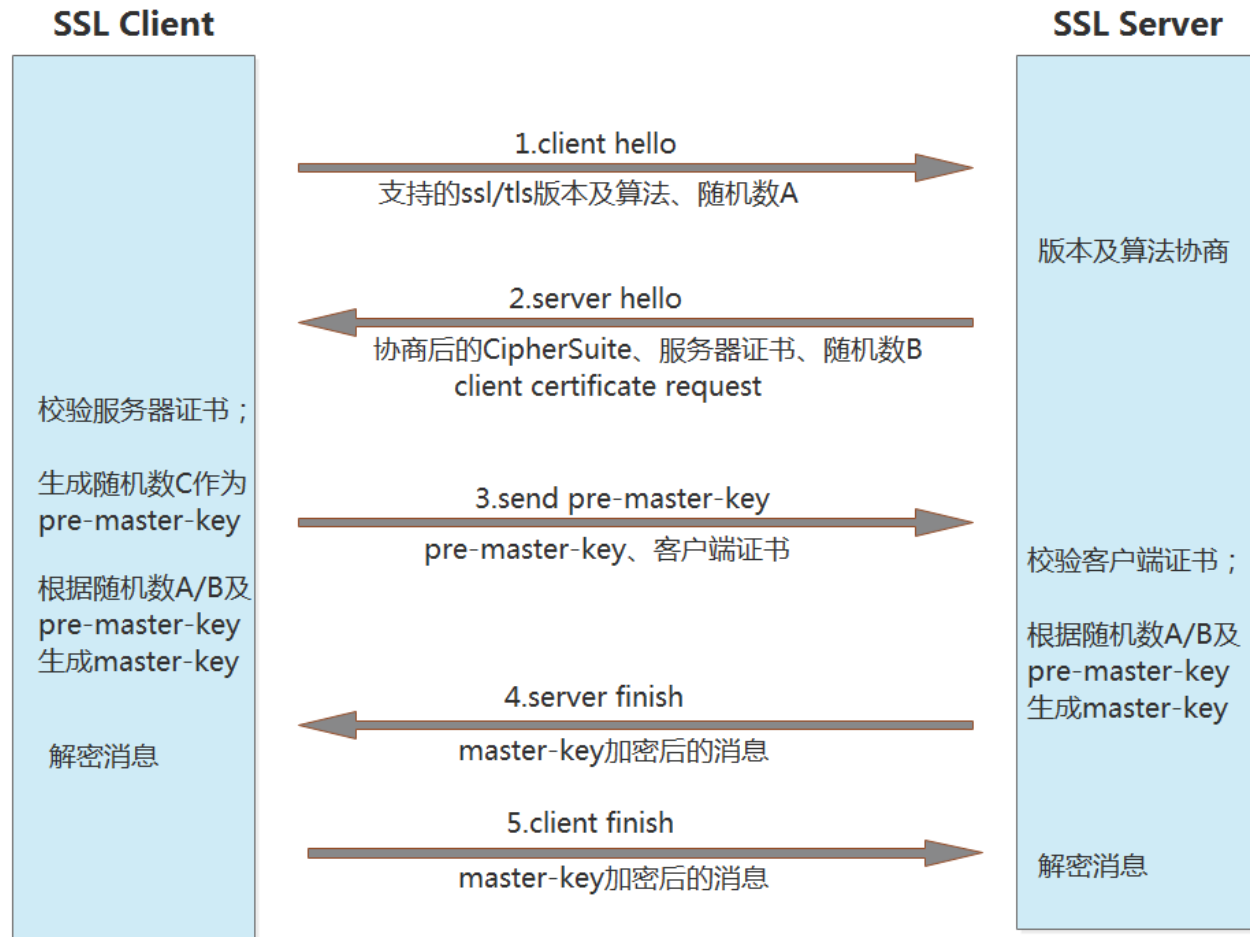 SSL Client
SSL Server
1.client hello
支持的ssl/tls版本及算法、随机数A
版本及算法协商
2.server hello
协商后的CipherSuite、服务器证书、随机数B
client certificate request
校验服务器证书；
生成随机数C作为
pre-master-key
根据随机数A/B及
pre-master-key
生成master-key
3.send pre-master-key
pre-master-key、客户端证书
校验客户端证书；
根据随机数A/B及
pre-master-key
生成master-key
4.server finish
master-key加密后的消息
解密消息
5.client finish
master-key加密后的消息
解密消息